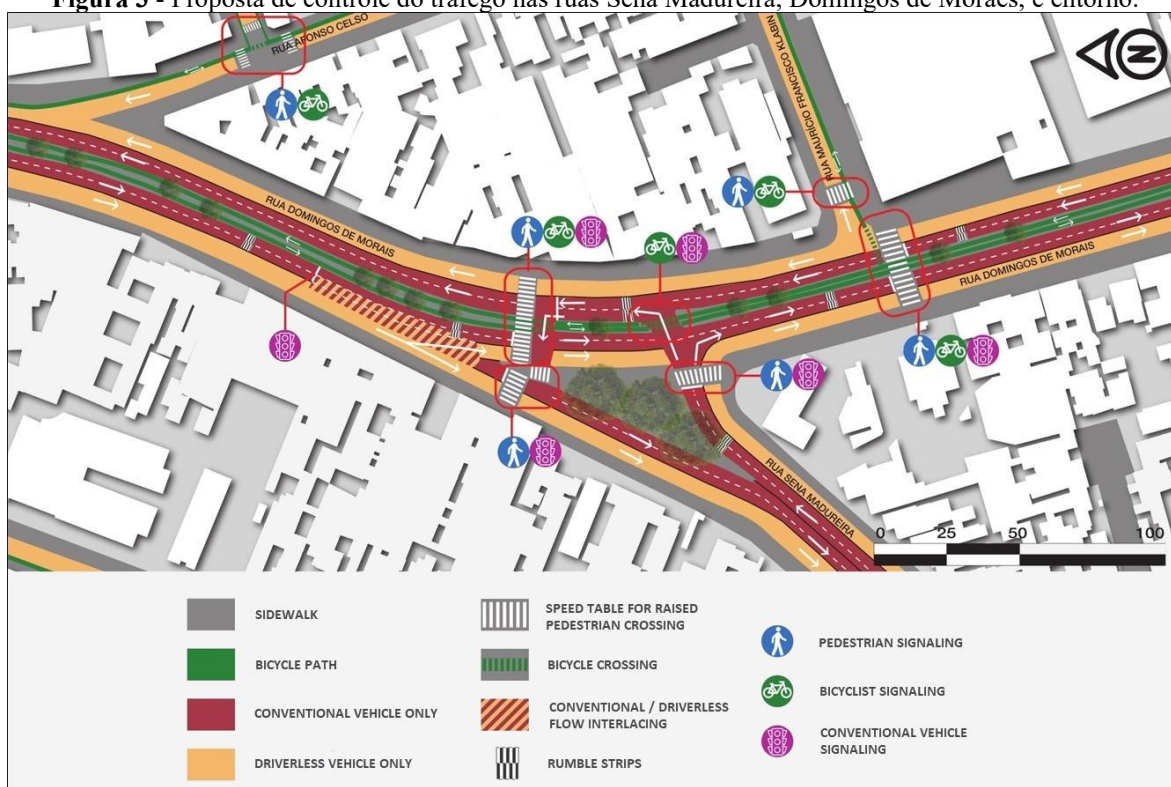 Figura 5 - Proposta de controle do tráfego nas ruas Sena Madureira, Domingos de Moraes, e entorno.
RUA AFONSO CELSO
RUA MAURÍCIO FRANCISCO KLABIN
N
RUA DOMINGOS DE MORAIS
RUA DOMINGOS DE MORAIS
RUA SENA MADUREIRA
0 25 50 100
SIDEWALK
BICYCLE PATH
CONVENTIONAL VEHICLE ONLY
DRIVERLESS VEHICLE ONLY
SPEED TABLE FOR RAISED
PEDESTRIAN CROSSING
BICYCLE CROSSING
CONVENTIONAL / DRIVERLESS
FLOW INTERLACING
RUMBLE STRIPS
PEDESTRIAN SIGNALING
BICYCLIST SIGNALING
CONVENTIONAL VEHICLE
SIGNALING